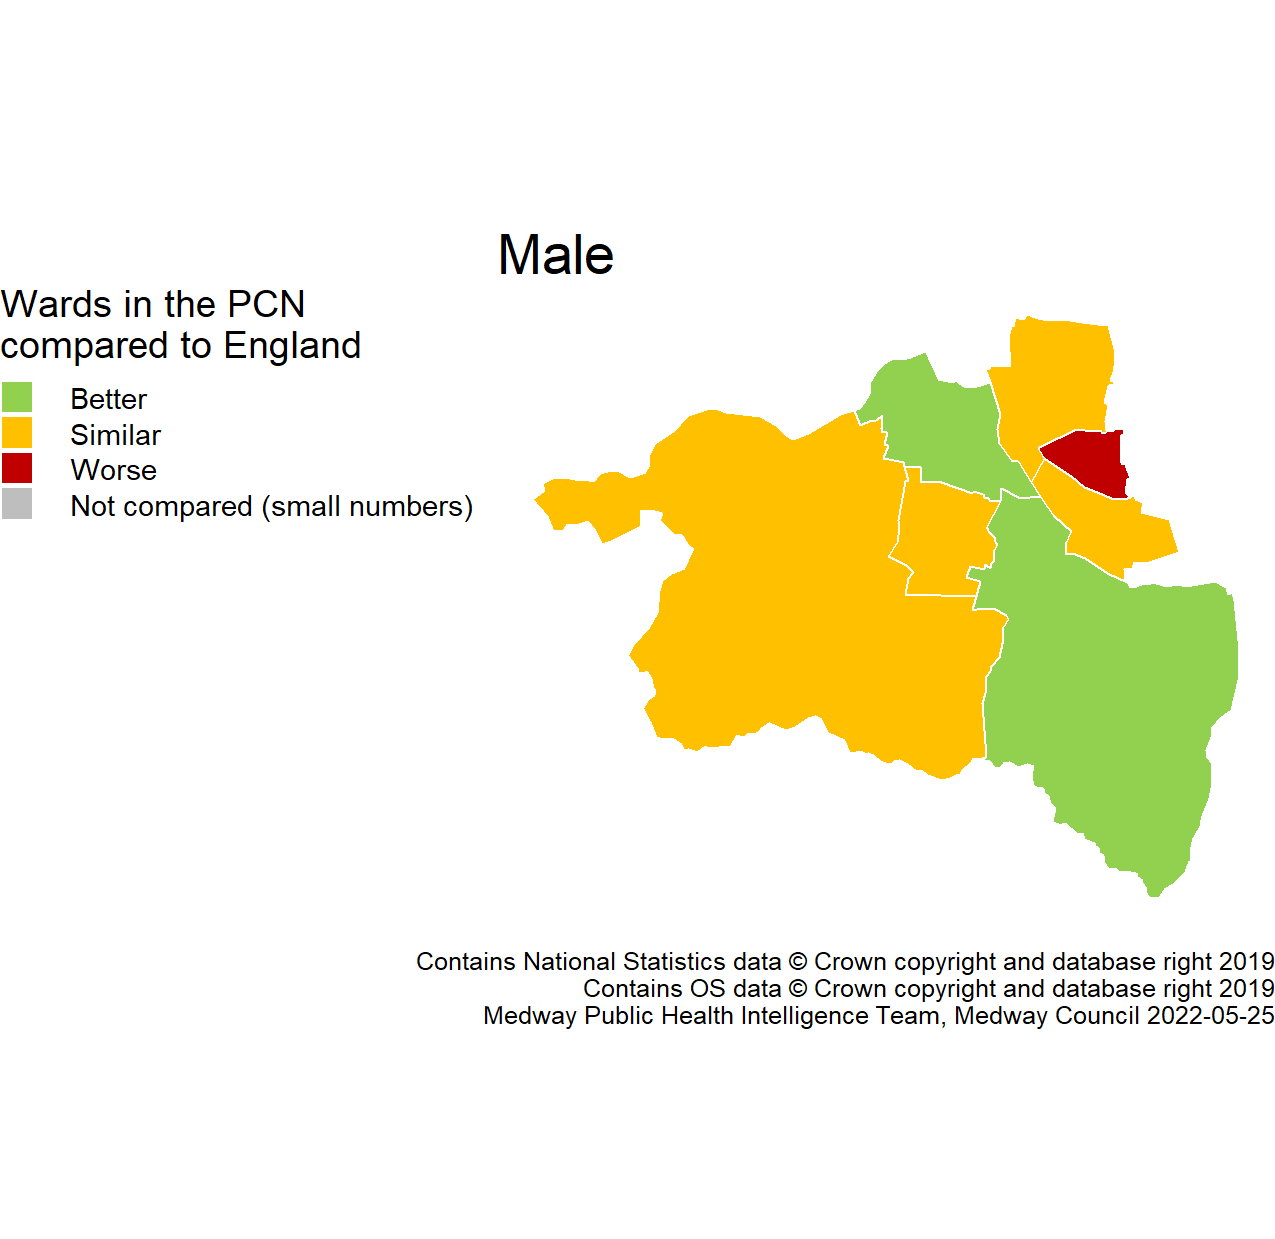 Male
Wards in the PCN
compared to England
Better
Similar
Worse
Not compared (small numbers)
Contains National Statistics data © Crown copyright and database right 2019
Contains OS data © Crown copyright and database right 2019
Medway Public Health Intelligence Team, Medway Council 2022-05-25